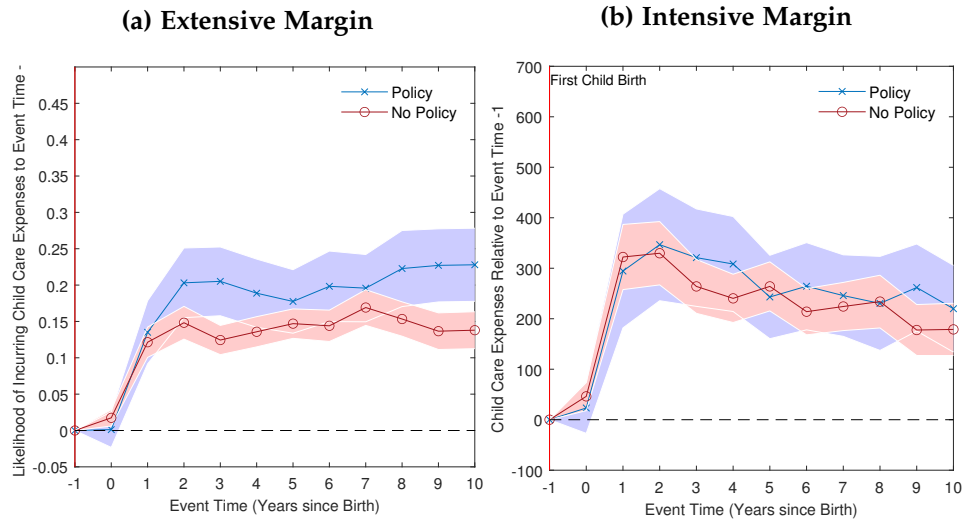 (a) Extensive Margin
Likelihood of Incurring Child Care Expenses to Event Time -
0.45
0.4
0.35
0.3
0.25
0.2
0.15
0.1
0.05
0
-0.05
-1 0 1 2 3 4 5 6 7 8 9 10
Event Time (Years since Birth)
Policy
No Policy
(b) Intensive Margin
Child Care Expenses Relative to Event Time -1
700
600
500
400
300
200
100
0
-100
-1 0 1 2 3 4 5 6 7 8 9 10
Event Time (Years since Birth)
First Child Birth
Policy
No Policy